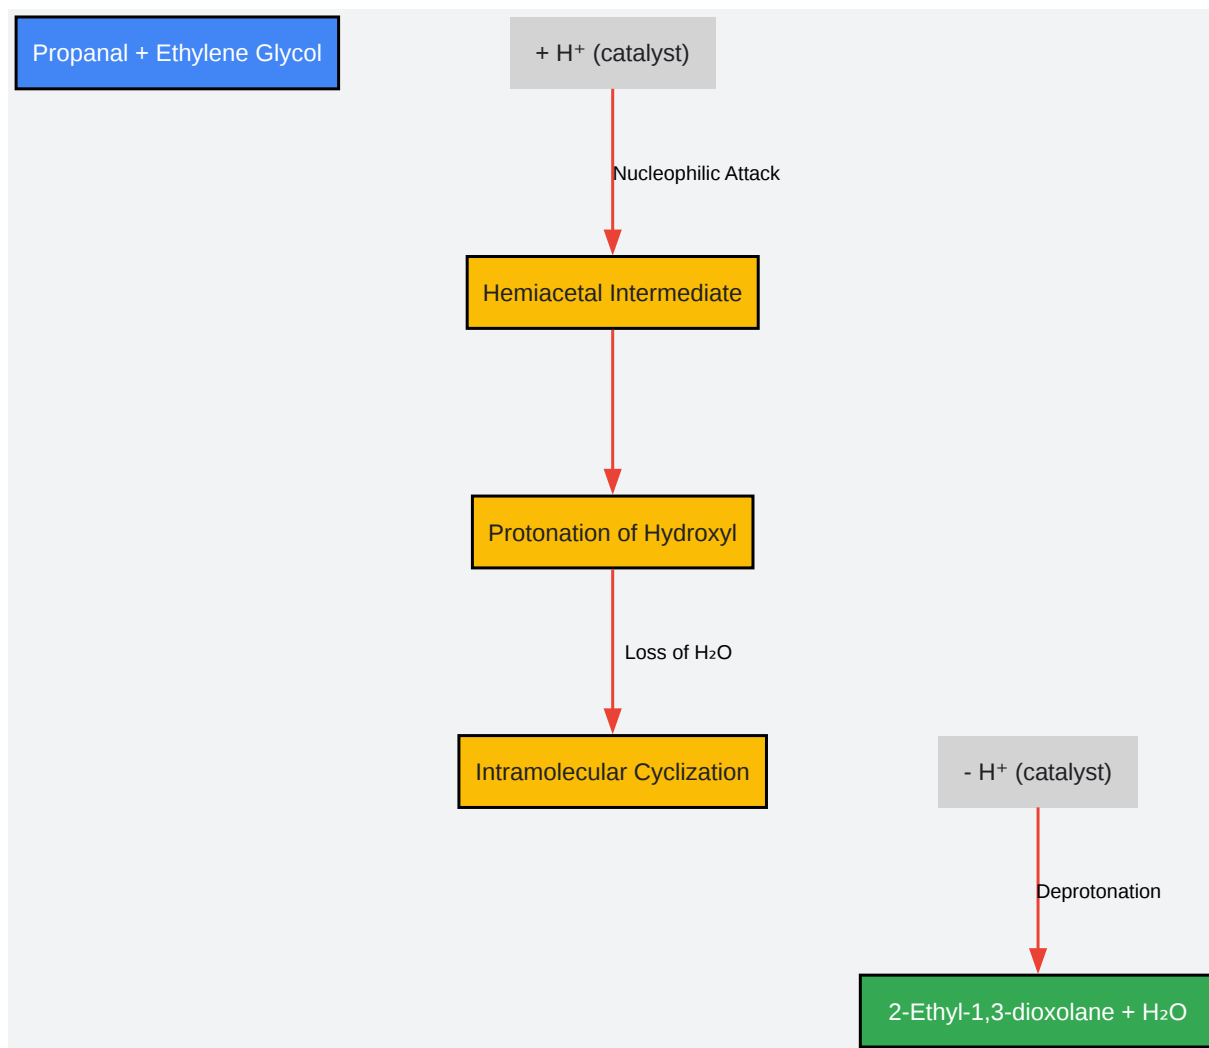 Propanal + Ethylene Glycol
+ H⁺ (catalyst)
Nucleophilic Attack
Hemiacetal Intermediate
Protonation of Hydroxyl
Loss of H₂O
Intramolecular Cyclization
- H⁺ (catalyst)
Deprotonation
2-Ethyl-1,3-dioxolane + H₂O